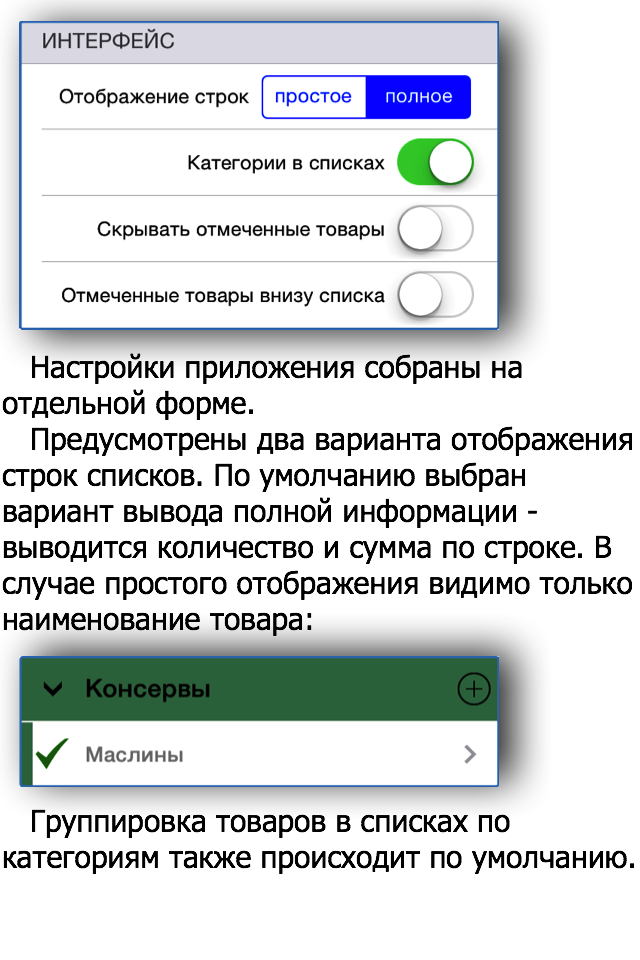 ИНТЕРФЕЙС
Отображение строк простое полное
Категории в списках
Скрывать отмеченные товары
Отмеченные товары внизу списка
Настройки приложения собраны на
отдельной форме.
Предусмотрены два варианта отображения
строк списков. По умолчанию выбран
вариант вывода полной информации -
выводится количество и сумма по строке. В
случае простого отображения видимо только
наименование товара:
Консервы
Маслины
Группировка товаров в списках по
категориям также происходит по умолчанию.